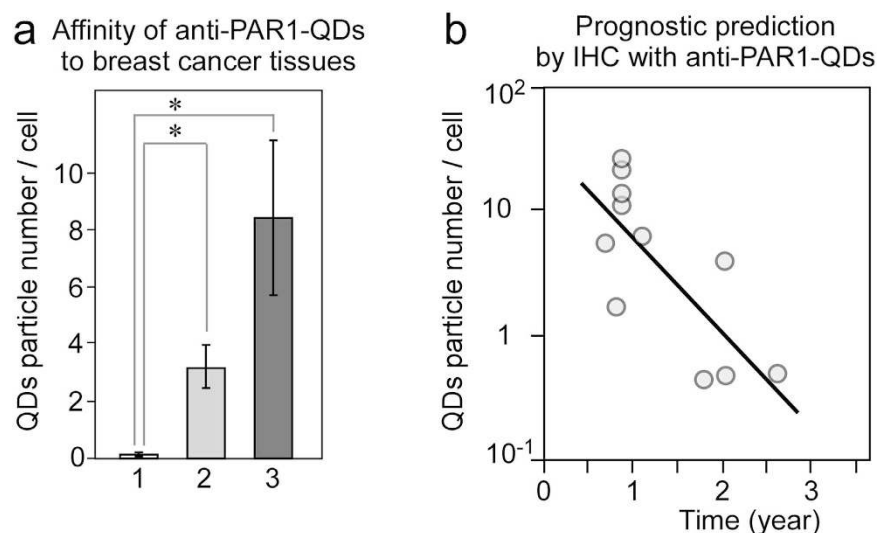 a
Affinity of anti-PAR1-QDs
to breast cancer tissues
QDs particle number / cell
10
8
6
4
2
0
*
*
1 2 3
b
Prognostic prediction
by IHC with anti-PAR1-QDs
QDs particle number / cell
10²
10
1
10⁻¹
0 1 2 3
Time (year)